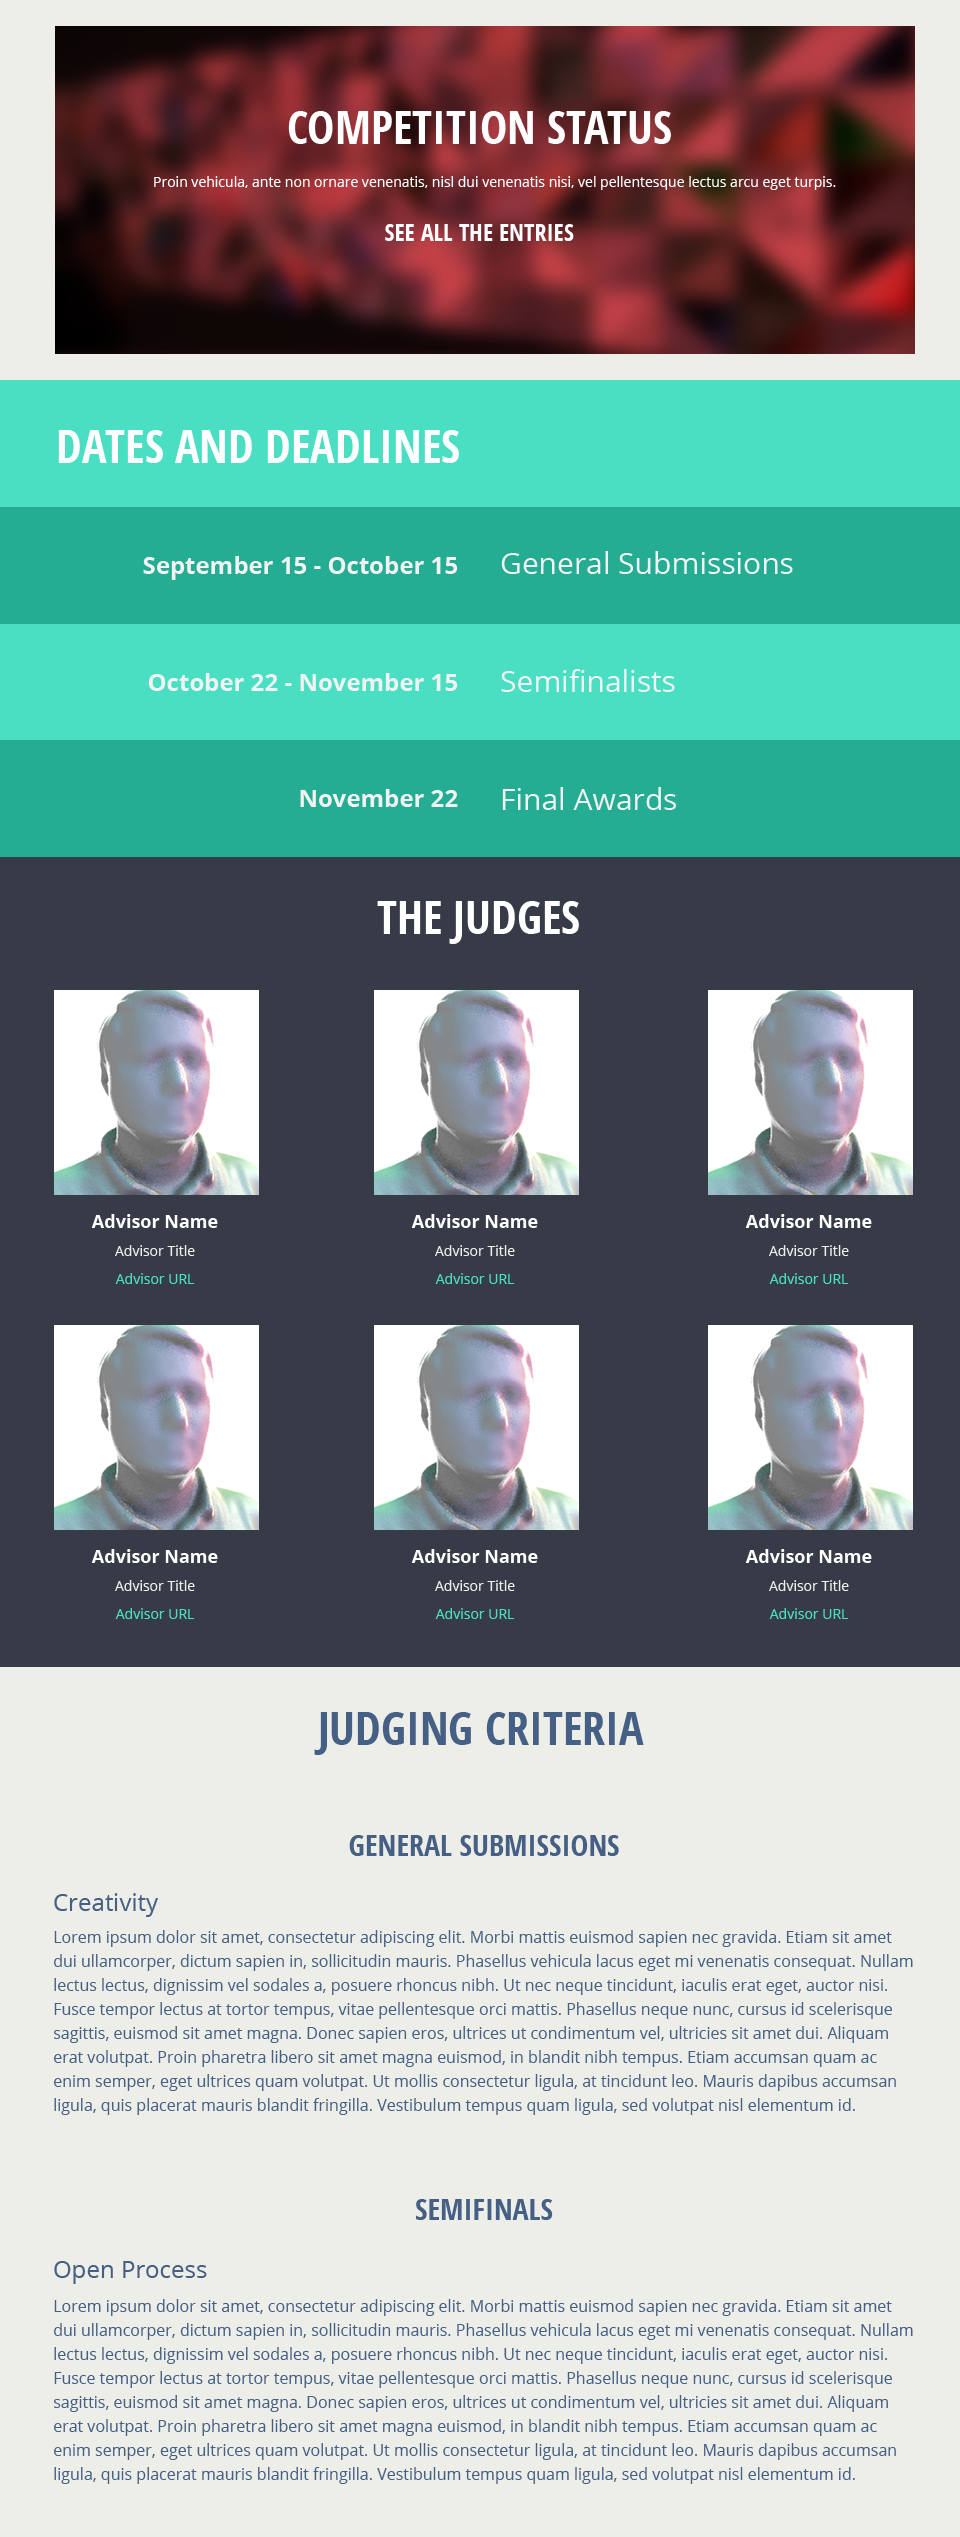 COMPETITION STATUS
Proin vehicula, ante non ornare venenatis, nisl dui venenatis nisi, vel pellentesque lectus arcu eget turpis.
SEE ALL THE ENTRIES
DATES AND DEADLINES
September 15 - October 15 General Submissions
October 22 - November 15 Semifinalists
November 22 Final Awards
THE JUDGES
Advisor Name Advisor Name Advisor Name
Advisor Title Advisor Title Advisor Title
Advisor URL Advisor URL Advisor URL
Advisor Name Advisor Name Advisor Name
Advisor Title Advisor Title Advisor Title
Advisor URL Advisor URL Advisor URL
JUDGING CRITERIA
GENERAL SUBMISSIONS
Creativity
Lorem ipsum dolor sit amet, consectetur adipiscing elit. Morbi mattis euismod sapien nec gravida. Etiam sit amet
dui ullamcorper, dictum sapien in, sollicitudin mauris. Phasellus vehicula lacus eget mi venenatis consequat. Nullam
lectus lectus, dignissim vel sodales a, posuere rhoncus nibh. Ut nec neque tincidunt, iaculis erat eget, auctor nisi.
Fusce tempor lectus at tortor tempus, vitae pellentesque orci mattis. Phasellus neque nunc, cursus id scelerisque
sagittis, euismod sit amet magna. Donec sapien eros, ultrices ut condimentum vel, ultricies sit amet dui. Aliquam
erat volutpat. Proin pharetra libero sit amet magna euismod, in blandit nibh tempus. Etiam accumsan quam ac
enim semper, eget ultrices quam volutpat. Ut mollis consectetur ligula, at tincidunt leo. Mauris dapibus accumsan
ligula, quis placerat mauris blandit fringilla. Vestibulum tempus quam ligula, sed volutpat nisl elementum id.
SEMIFINALS
Open Process
Lorem ipsum dolor sit amet, consectetur adipiscing elit. Morbi mattis euismod sapien nec gravida. Etiam sit amet
dui ullamcorper, dictum sapien in, sollicitudin mauris. Phasellus vehicula lacus eget mi venenatis consequat. Nullam
lectus lectus, dignissim vel sodales a, posuere rhoncus nibh. Ut nec neque tincidunt, iaculis erat eget, auctor nisi.
Fusce tempor lectus at tortor tempus, vitae pellentesque orci mattis. Phasellus neque nunc, cursus id scelerisque
sagittis, euismod sit amet magna. Donec sapien eros, ultrices ut condimentum vel, ultricies sit amet dui. Aliquam
erat volutpat. Proin pharetra libero sit amet magna euismod, in blandit nibh tempus. Etiam accumsan quam ac
enim semper, eget ultrices quam volutpat. Ut mollis consectetur ligula, at tincidunt leo. Mauris dapibus accumsan
ligula, quis placerat mauris blandit fringilla. Vestibulum tempus quam ligula, sed volutpat nisl elementum id.